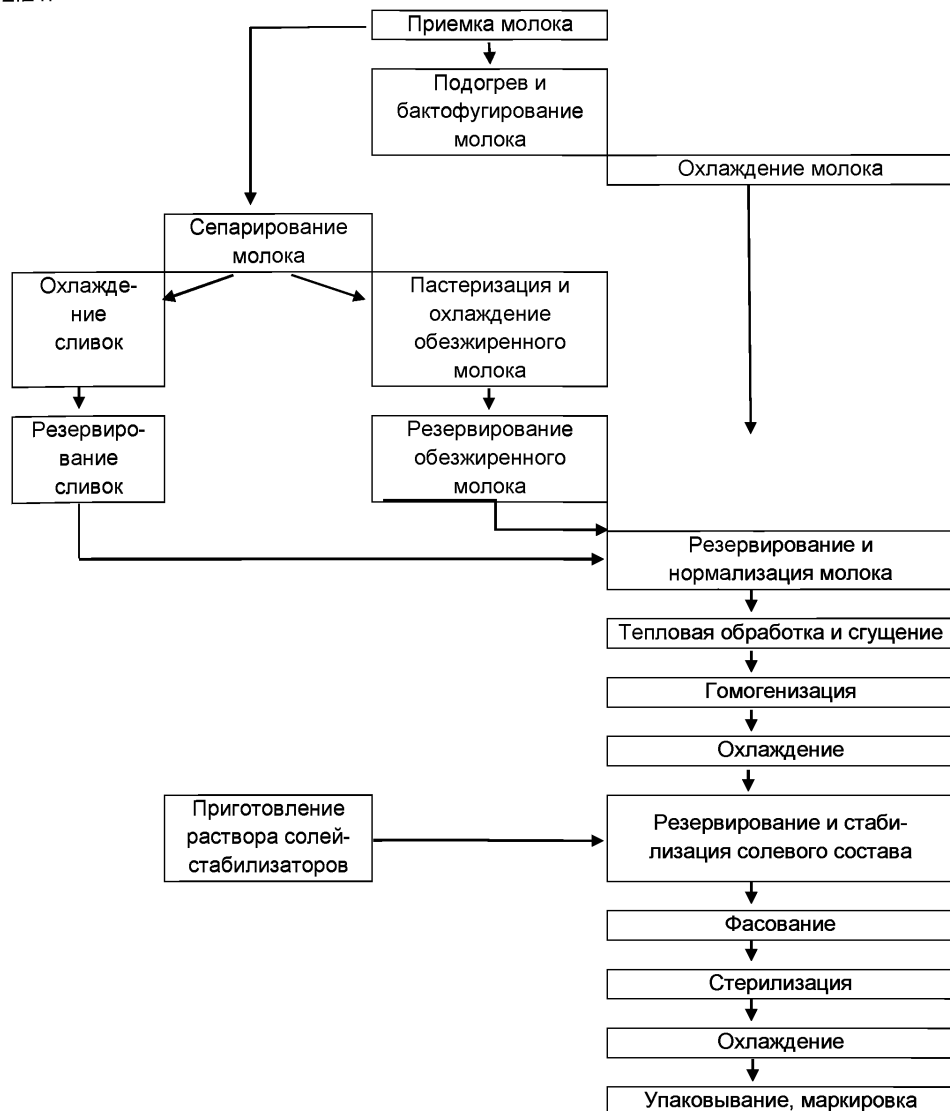 Приемка молока
Подогрев и
бактофугирование
молока
Охлаждение молока
Сепарирование
молока
Охлажде-
ние
сливок
Пастеризация и
охлаждение
обезжиренного
молока
Резервиро-
вание
сливок
Резервирование
обезжиренного
молока
Резервирование и
нормализация молока
Тепловая обработка и сгущение
Гомогенизация
Охлаждение
Приготовление
раствора солей-
стабилизаторов
Резервирование и стаби-
лизация солевого состава
Фасование
Стерилизация
Охлаждение
Упаковывание, маркировка